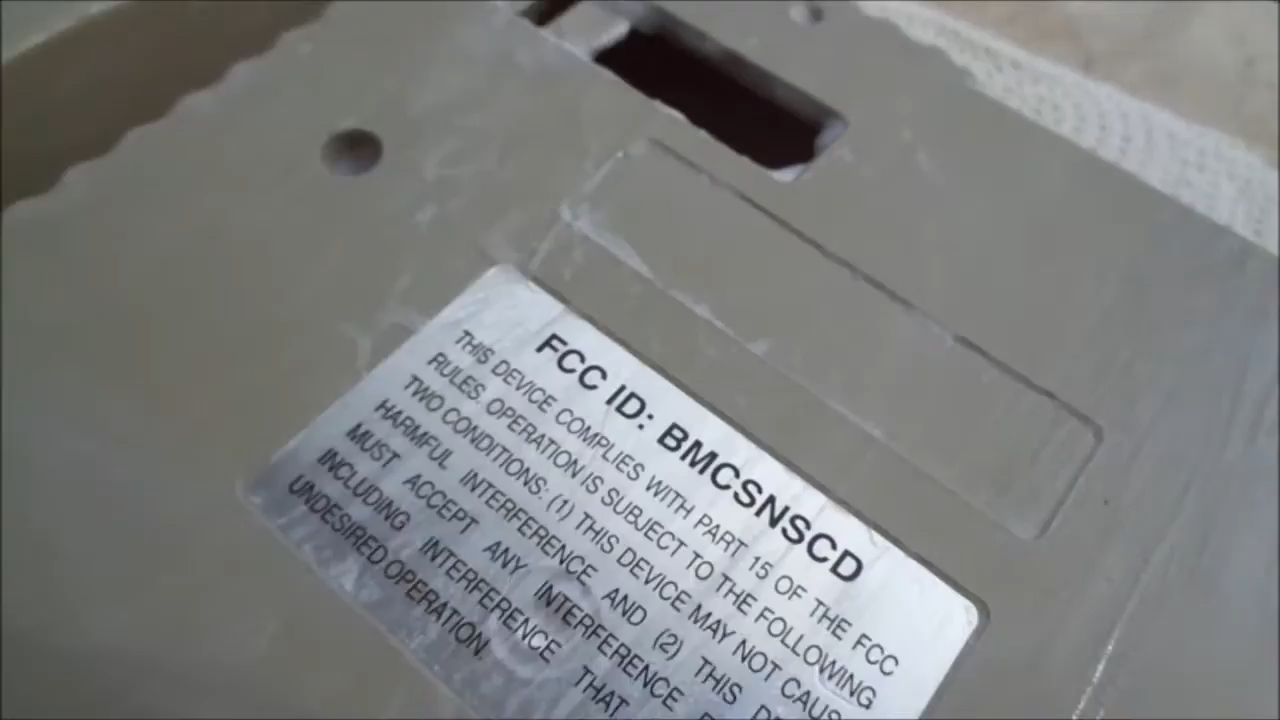 FCC ID: BMCSNSCD
THIS DEVICE COMPLIES WITH PART 15 OF THE FCC
RULES. OPERATION IS SUBJECT TO THE FOLLOWING
TWO CONDITIONS: (1) THIS DEVICE MAY NOT CAUS
HARMFUL INTERFERENCE, AND (2) THIS D
MUST ACCEPT ANY INTERFERENCE
INCLUDING INTERFERENCE THAT
UNDESIRED OPERATION.